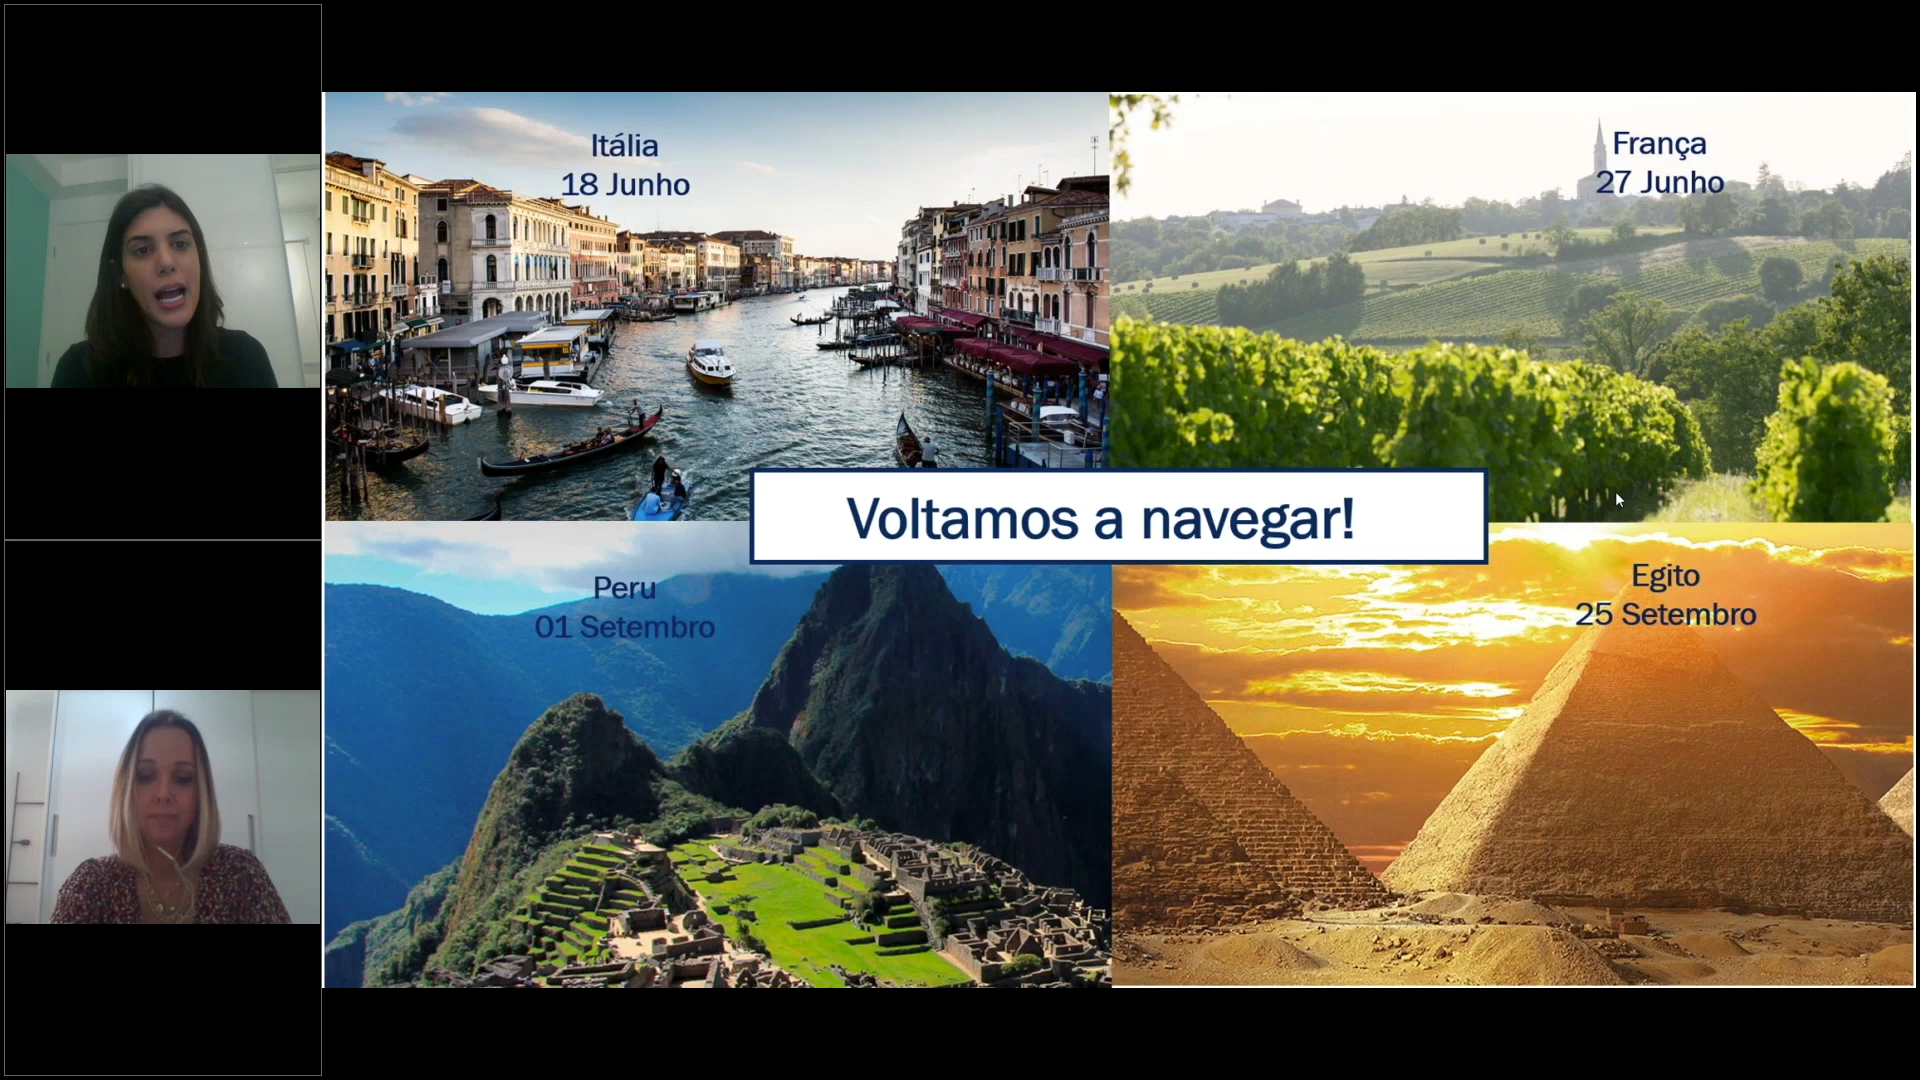 Itália
18 Junho
França
27 Junho
Voltamos a navegar!
Peru
01 Setembro
Egito
25 Setembro